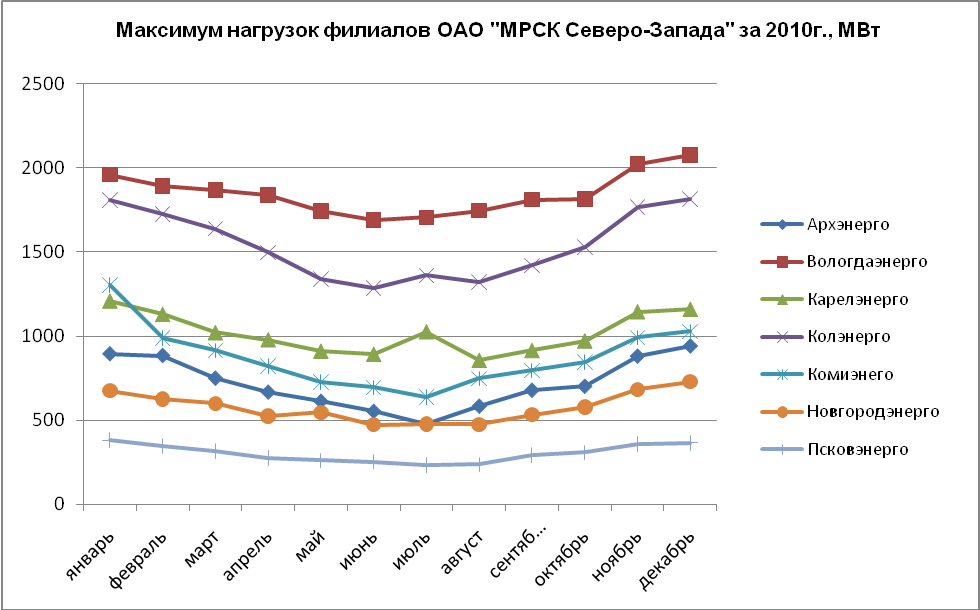 Максимум нагрузок филиалов ОАО "МРСК Северо-Запада" за 2010г., МВт
2500
2000
1500
1000
500
0
январь
февраль
март
апрель
май
июнь
июль
август
сентяб...
октябрь
ноябрь
декабрь
Архэнерго
Вологдаэнерго
Карелэнерго
Колэнерго
Комиэнего
Новгородэнерго
Псковэнерго